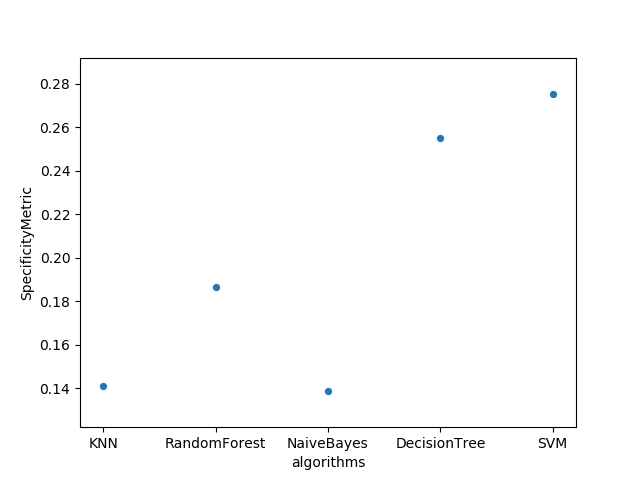 SpecificityMetric
0.28
0.26
0.24
0.22
0.20
0.18
0.16
0.14
KNN RandomForest NaiveBayes DecisionTree SVM
algorithms